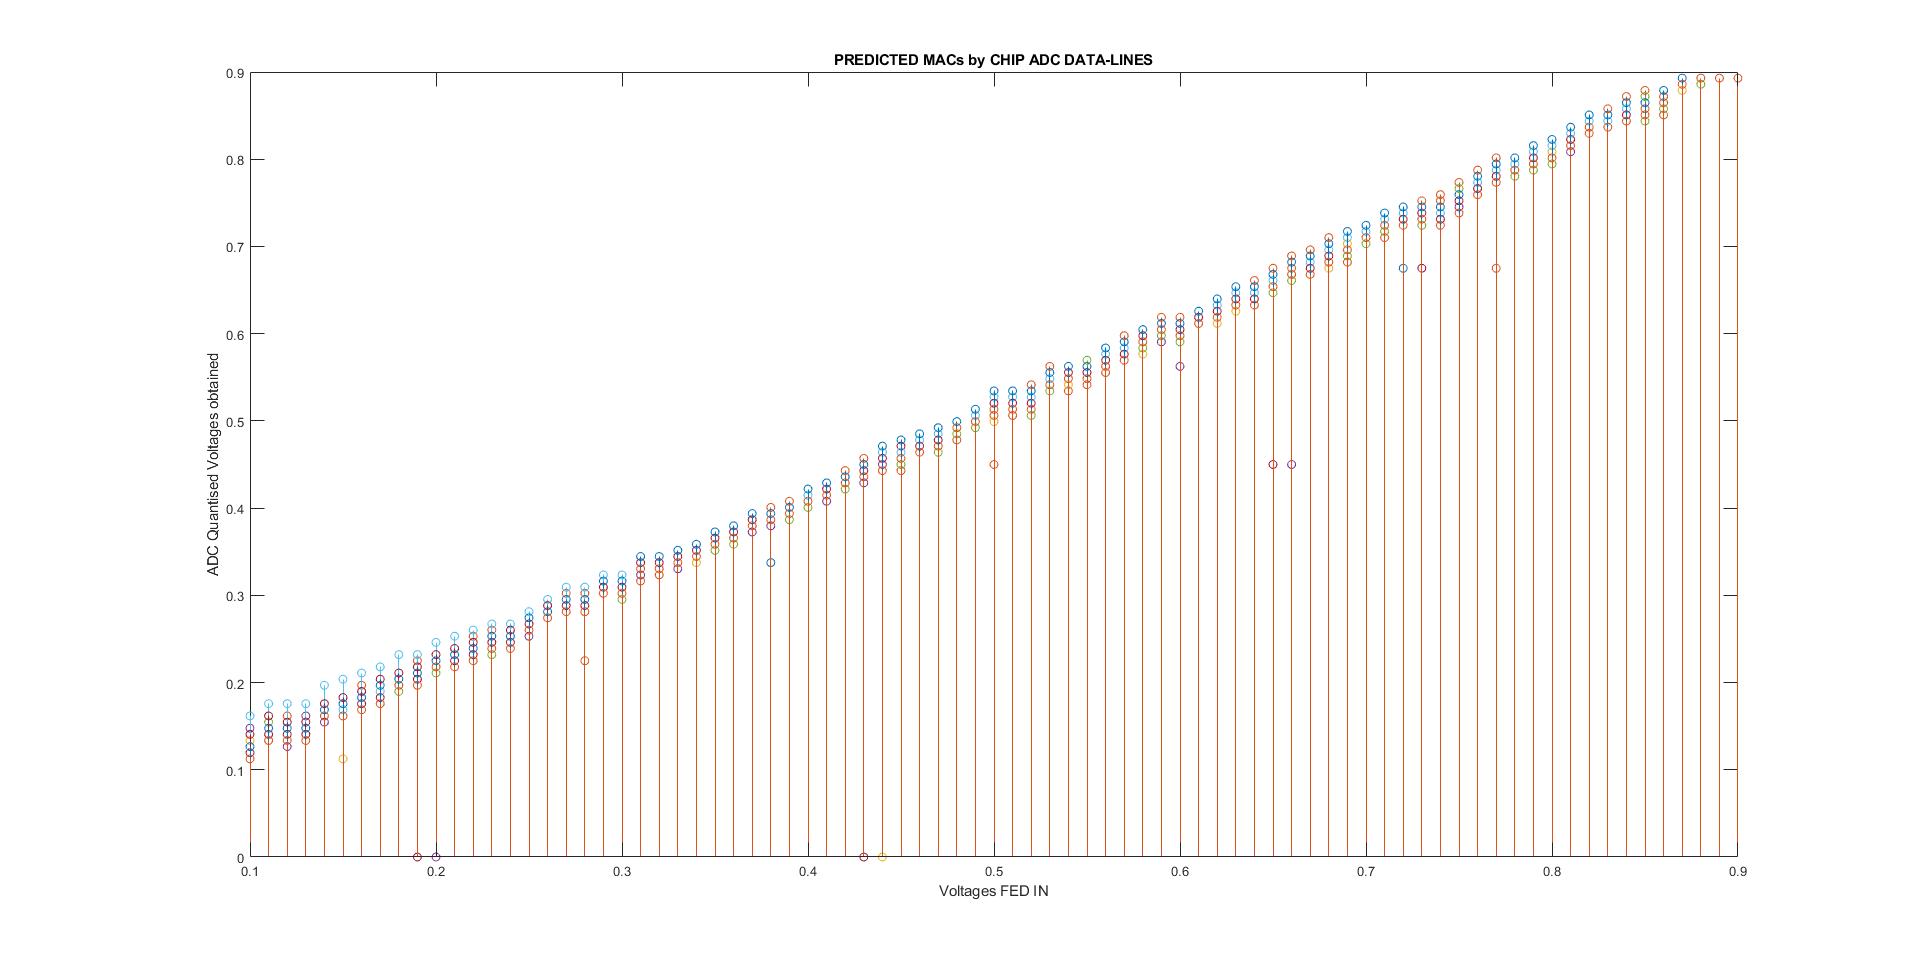 PREDICTED MACs by CHIP ADC DATA-LINES
0.9
0.8
0.7
0.6
0.5
0.4
0.3
0.2
0.1
0
ADC Quantised Voltages obtained
0.1 0.2 0.3 0.4 0.5 0.6 0.7 0.8 0.9
Voltages FED IN